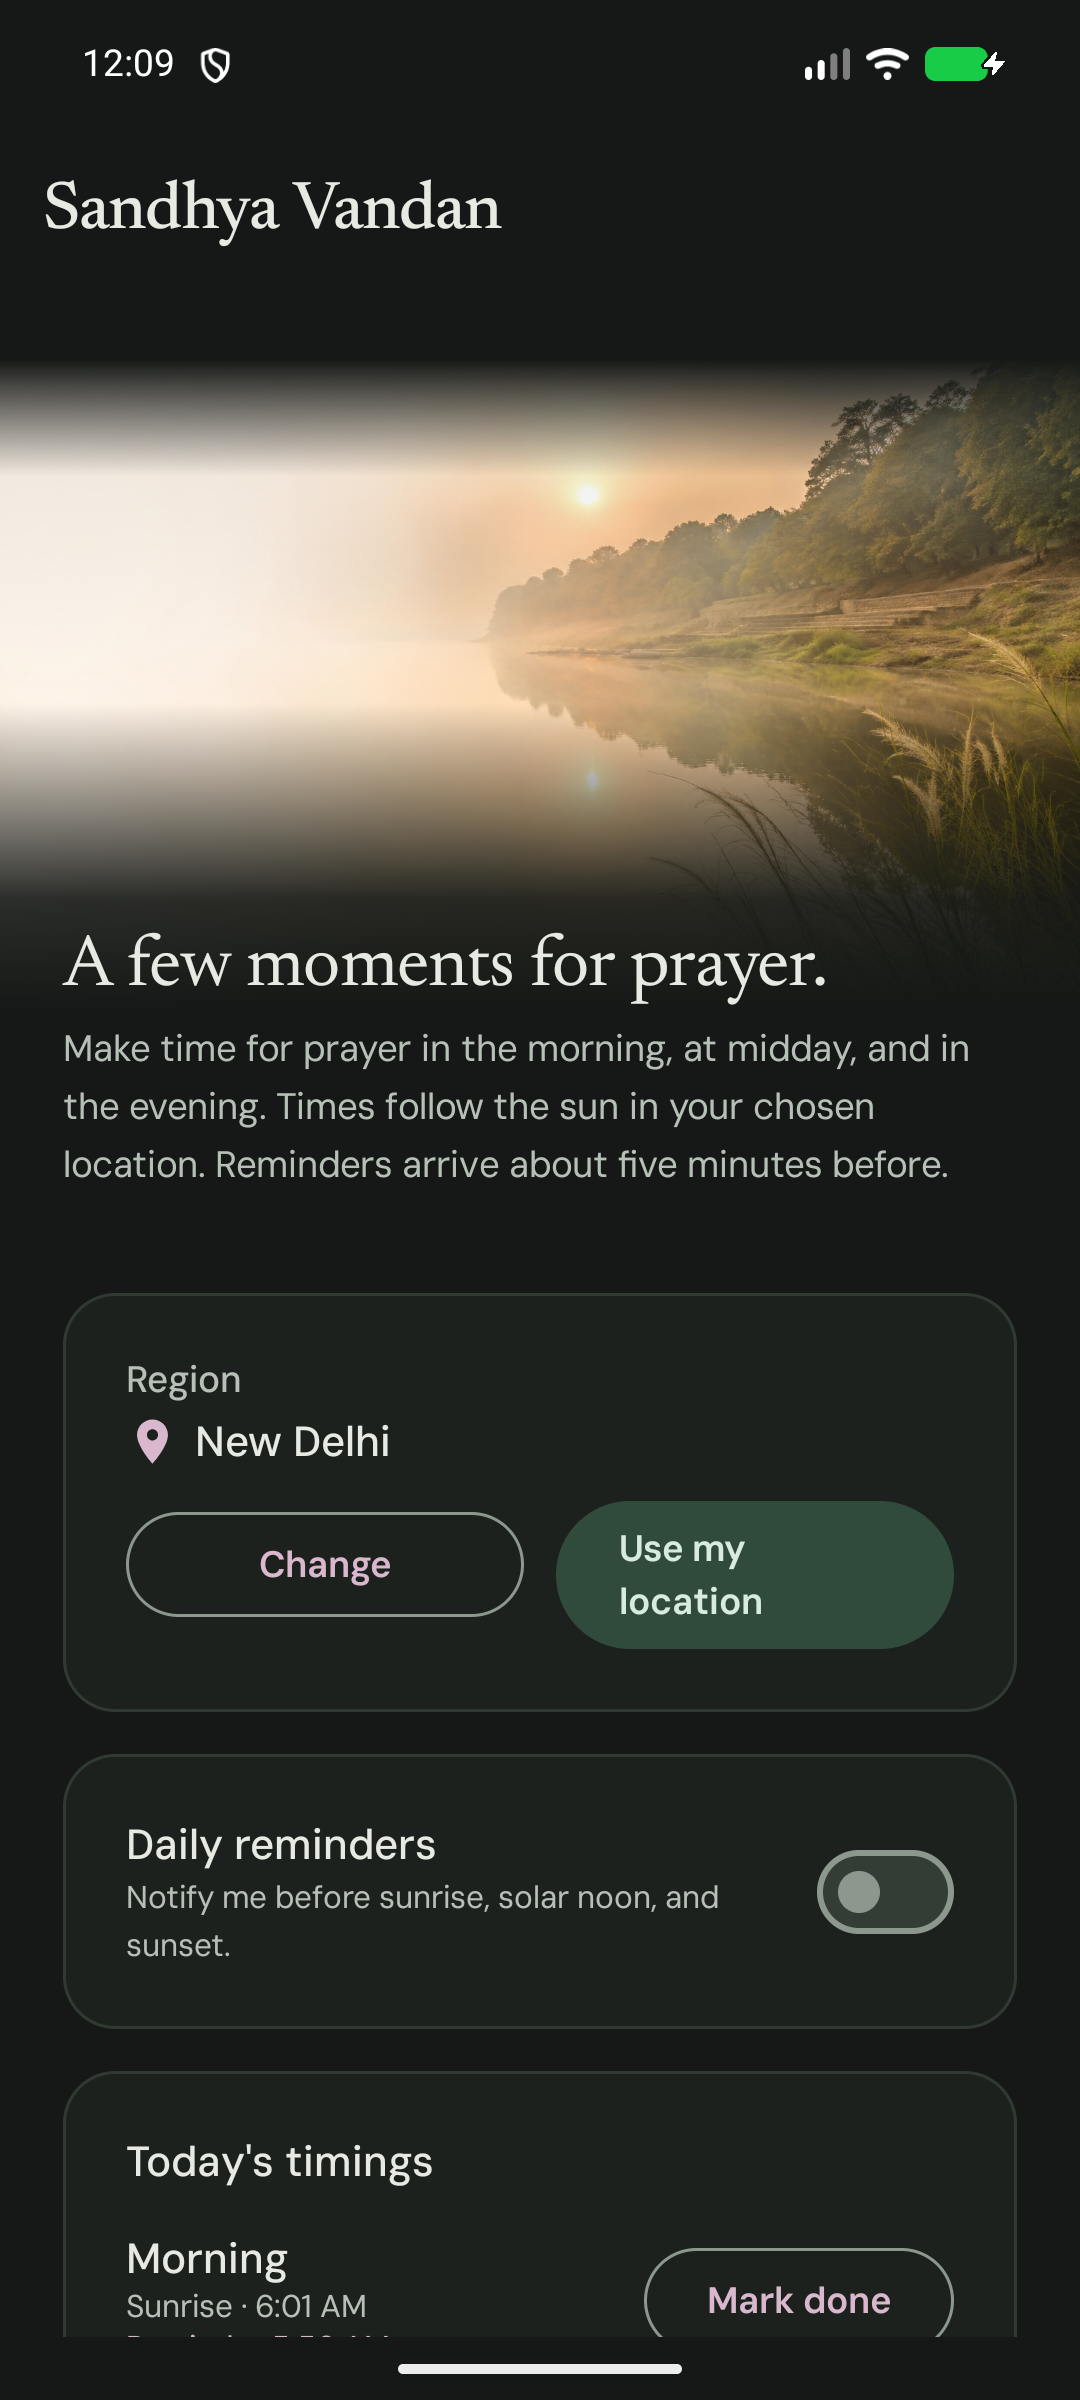 12:09
Sandhya Vandan
A few moments for prayer.
Make time for prayer in the morning, at midday, and in
the evening. Times follow the sun in your chosen
location. Reminders arrive about five minutes before.
Region
New Delhi
Change
Use my
location
Daily reminders
Notify me before sunrise, solar noon, and
sunset.
Today's timings
Morning
Sunrise · 6:01 AM
Mark done